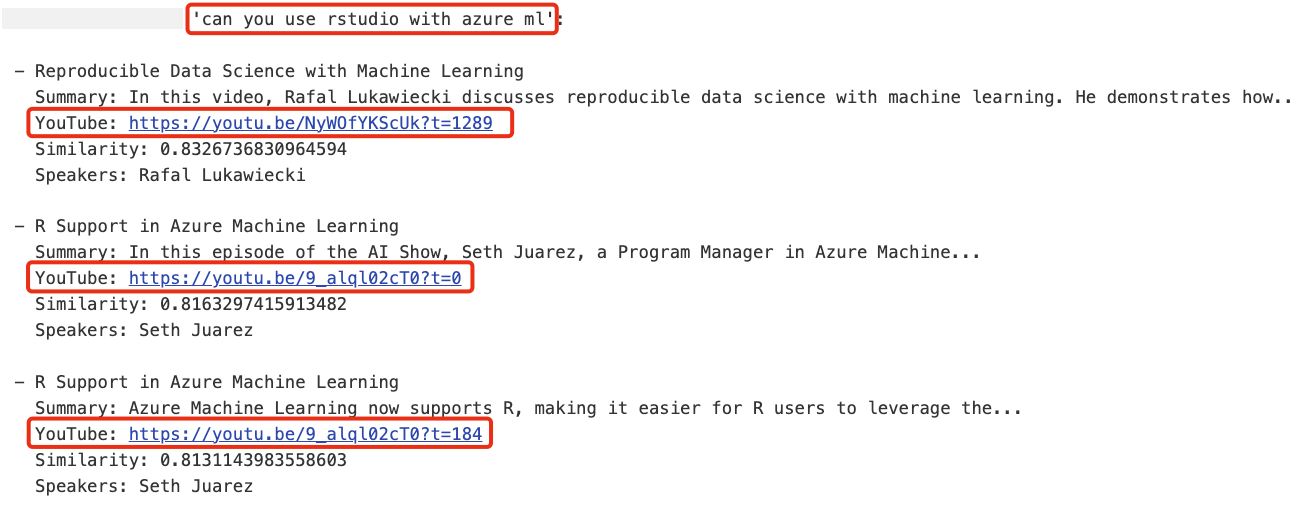 'can you use rstudio with azure ml':
– Reproducible Data Science with Machine Learning
Summary: In this video, Rafal Lukawiecki discusses reproducible data science with machine learning. He demonstrates how..
YouTube: https://youtu.be/NyWOfYKScUk?t=1289
Similarity: 0.8326736830964594
Speakers: Rafal Lukawiecki
– R Support in Azure Machine Learning
Summary: In this episode of the AI Show, Seth Juarez, a Program Manager in Azure Machine...
YouTube: https://youtu.be/9_alql02cT0?t=0
Similarity: 0.8163297415913482
Speakers: Seth Juarez
– R Support in Azure Machine Learning
Summary: Azure Machine Learning now supports R, making it easier for R users to leverage the...
YouTube: https://youtu.be/9_alql02cT0?t=184
Similarity: 0.8131143983558603
Speakers: Seth Juarez